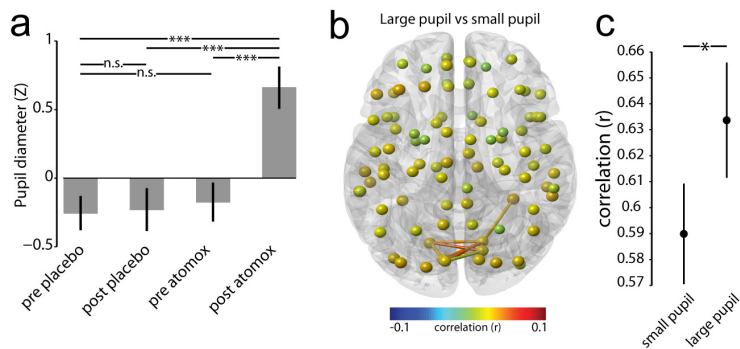 a
***
***
n.s.
***
n.s.
Pupil diameter (Z)
1
0.5
0
−0.5
pre placebo
post placebo
pre atomox
post atomox
b
Large pupil vs small pupil
-0.1
correlation (r)
0.1
c
*
correlation (r)
0.66
0.65
0.64
0.63
0.61
0.6
0.59
0.58
0.57
small pupil
large pupil